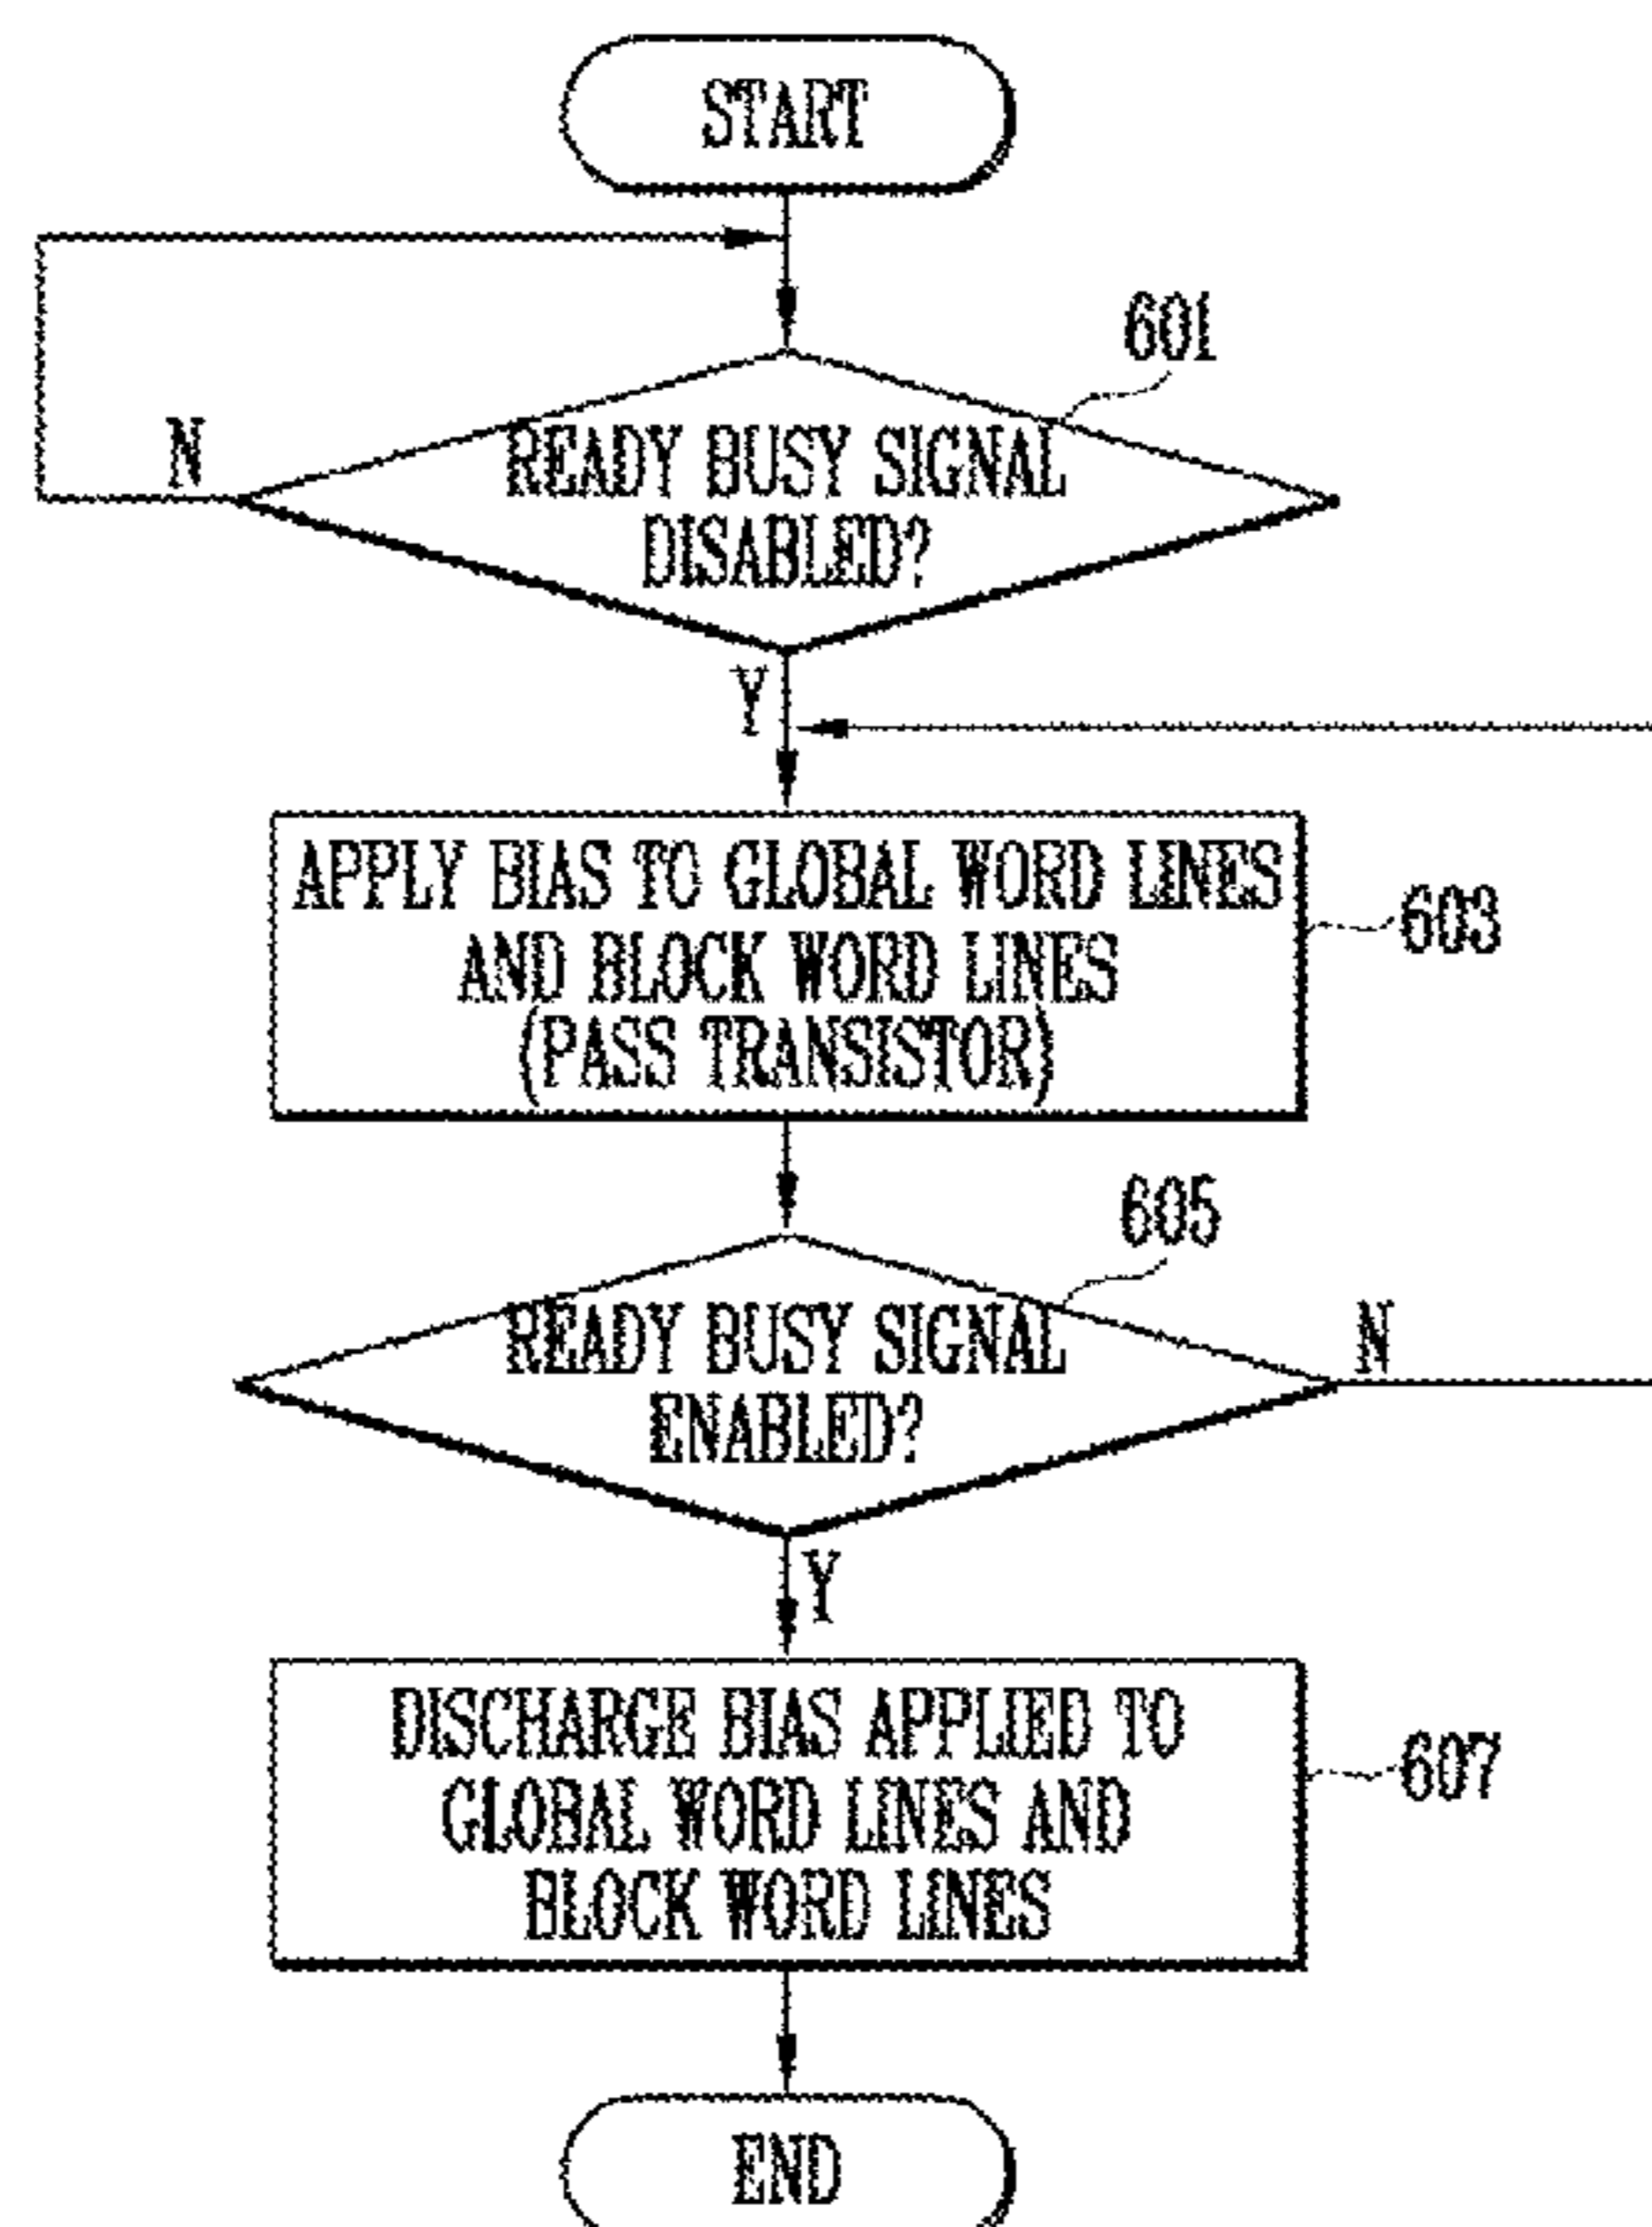 START
601
N
READY BUSY SIGNAL
DISABLED?
Y
APPLY BIAS TO GLOBAL WORD LINES
AND BLOCK WORD LINES
(PASS TRANSISTOR)
603
605
READY BUSY SIGNAL
ENABLED?
N
Y
DISCHARGE BIAS APPLIED TO
GLOBAL WORD LINES AND
BLOCK WORD LINES
607
END